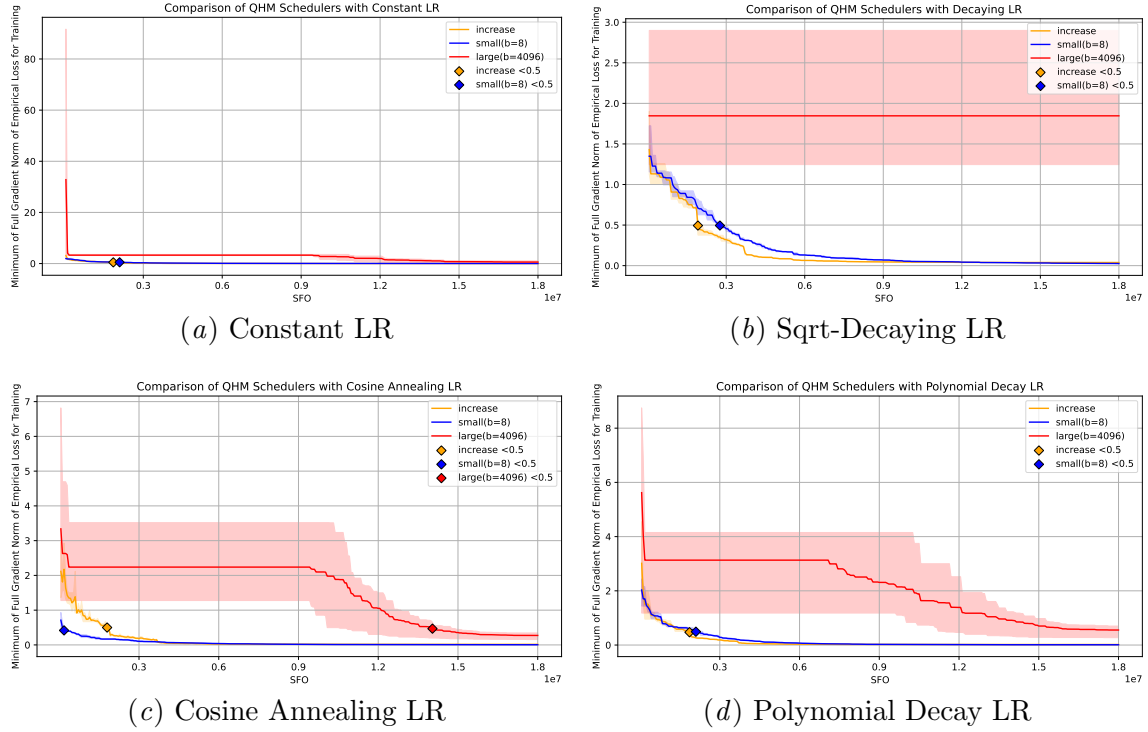 Comparison of QHM Schedulers with Constant LR
Minimum of Full Gradient Norm of Empirical Loss for Training
80
60
40
20
0
increase
small(b=8)
large(b=4096)
increase <0.5
small(b=8) <0.5
0.3
0.6
0.9
1.2
1.5
1.8
1e7
SFO
(a) Constant LR
Comparison of QHM Schedulers with Decaying LR
Minimum of Full Gradient Norm of Empirical Loss for Training
3.0
2.5
2.0
1.5
1.0
0.5
0.0
increase
small(b=8)
large(b=4096)
increase <0.5
small(b=8) <0.5
0.3
0.6
0.9
1.2
1.5
1.8
1e7
SFO
(b) Sqrt-Decaying LR
Comparison of QHM Schedulers with Cosine Annealing LR
Minimum of Full Gradient Norm of Empirical Loss for Training
7
6
5
4
3
2
1
0
increase
small(b=8)
large(b=4096)
increase <0.5
small(b=8) <0.5
large(b=4096) <0.5
0.3
0.6
0.9
1.2
1.5
1.8
1e7
SFO
(c) Cosine Annealing LR
Comparison of QHM Schedulers with Polynomial Decay LR
Minimum of Full Gradient Norm of Empirical Loss for Training
8
6
4
2
0
increase
small(b=8)
large(b=4096)
increase <0.5
small(b=8) <0.5
0.3
0.6
0.9
1.2
1.5
1.8
1e7
SFO
(d) Polynomial Decay LR